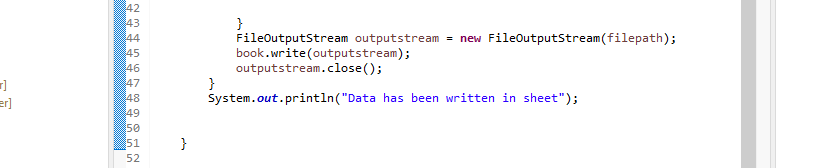 42
43 }
44 FileOutputStream outputstream = new FileOutputStream(filepath);
45 book.write(outputstream);
r] 46 outputstream.close();
er] 47 }
48 System.out.println("Data has been written in sheet");
49
50
51 }
52